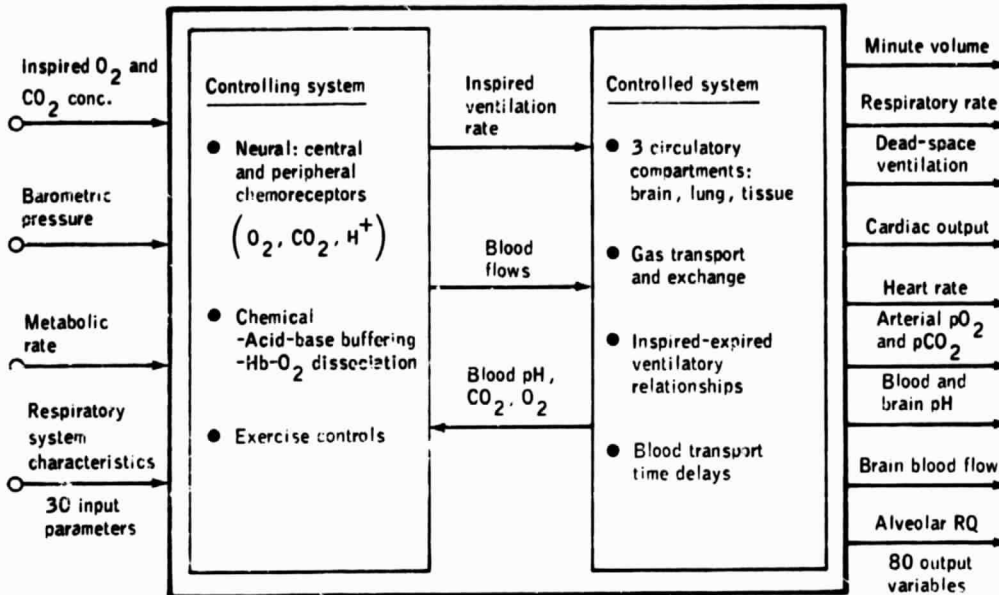 Inspired O2 and
CO2 conc.
Barometric
pressure
Metabolic
rate
Respiratory
system
characteristics
30 input
parameters
Controlling system
● Neural: central
and peripheral
chemoreceptors
(O2, CO2, H+)
● Chemical
-Acid-base buffering
-Hb-O2 dissociation
● Exercise controls
Inspired
ventilation
rate
Blood
flows
Blood pH,
CO2, O2
Controlled system
● 3 circulatory
compartments:
brain, lung, tissue
● Gas transport
and exchange
● Inspired-expired
ventilatory
relationships
● Blood transport
time delays
Minute volume
Respiratory rate
Dead-space
ventilation
Cardiac output
Heart rate
Arterial pO2
and pCO2
Blood and
brain pH
Brain blood flow
Alveolar RQ
80 output
variables